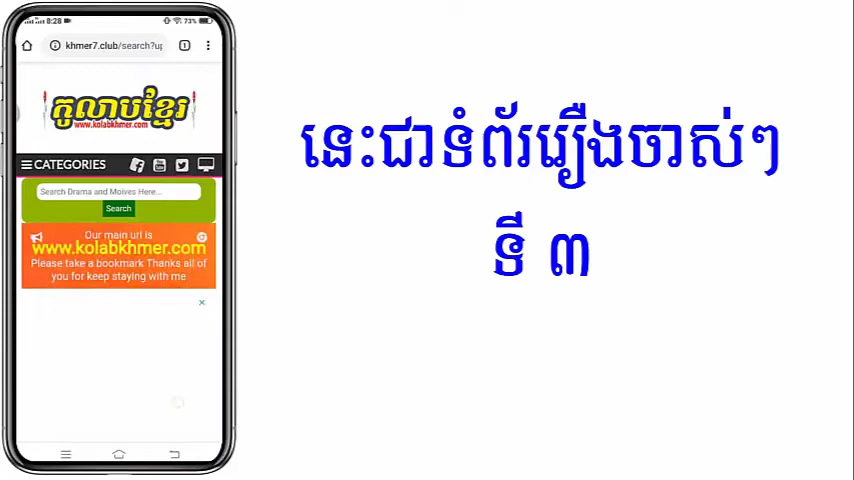 8:28
73%
khmer7.club/search?up
1
កូលាបខ្មែរ
www.kolabkhmer.com
CATEGORIES
Search Drama and Moives Here...
Search
Our main url is
www.kolabkhmer.com
Please take a bookmark Thanks all of
you for keep staying with me
នេះជាទំព័ររឿងចាស់ៗ
ទី ៣